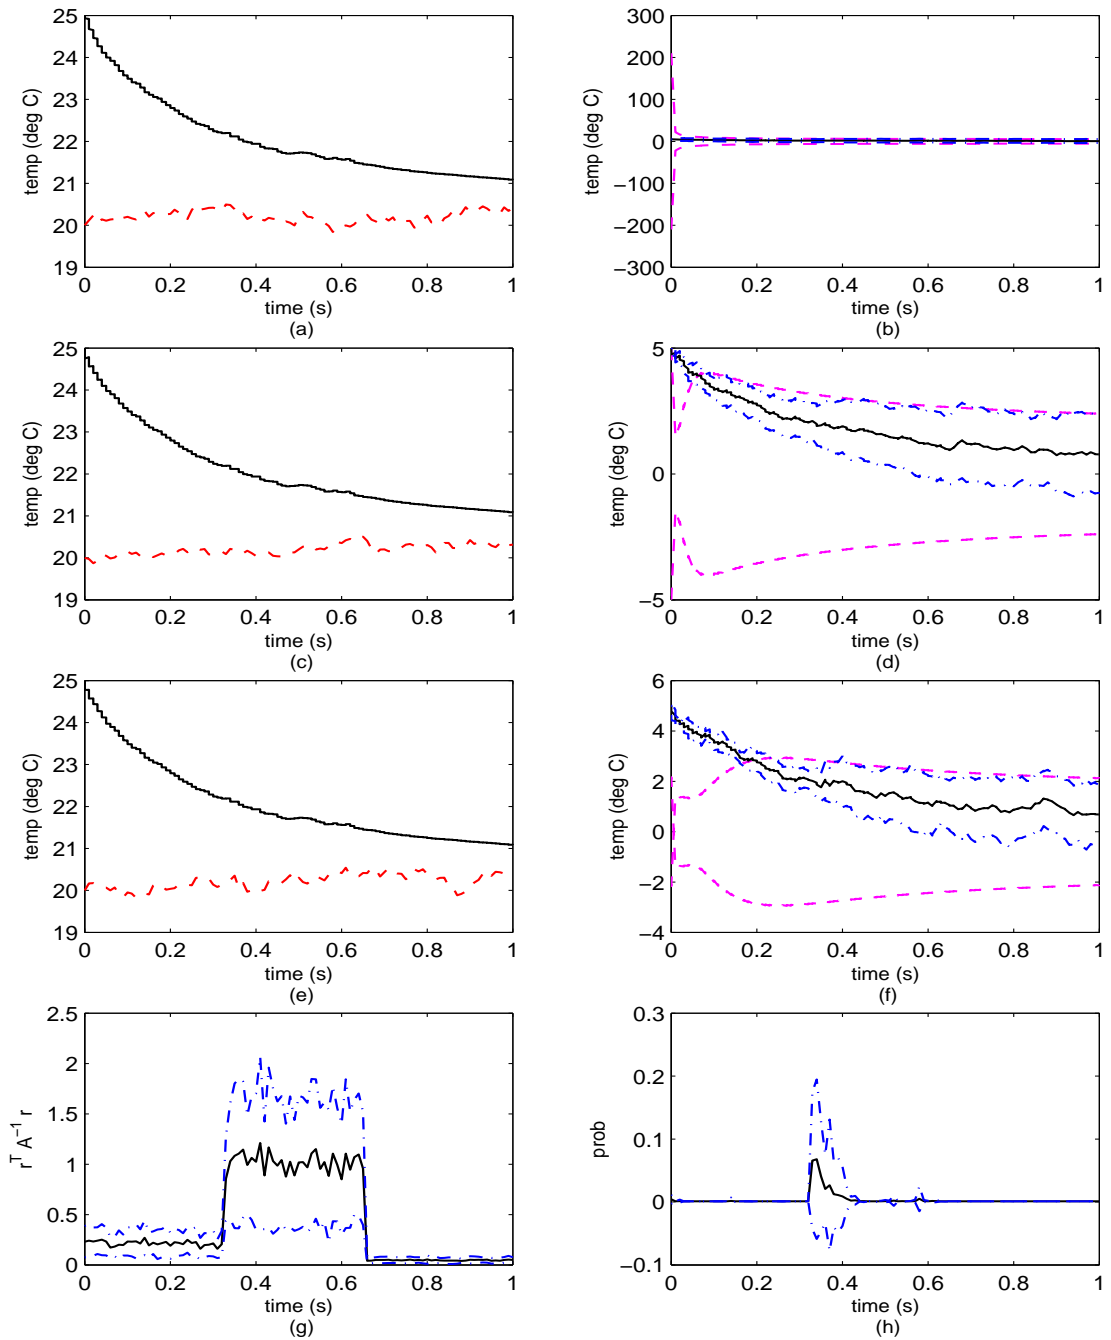 25
24
23
22
21
20
19
temp (deg C)
0 0.2 0.4 0.6 0.8 1
time (s)
(a)
300
200
100
0
−100
−200
−300
temp (deg C)
0 0.2 0.4 0.6 0.8 1
time (s)
(b)
25
24
23
22
21
20
19
temp (deg C)
0 0.2 0.4 0.6 0.8 1
time (s)
(c)
5
0
−5
temp (deg C)
0 0.2 0.4 0.6 0.8 1
time (s)
(d)
25
24
23
22
21
20
19
temp (deg C)
0 0.2 0.4 0.6 0.8 1
time (s)
(e)
6
4
2
0
−2
−4
temp (deg C)
0 0.2 0.4 0.6 0.8 1
time (s)
(f)
2.5
2
1.5
1
0.5
0
r^T A^−1 r
0 0.2 0.4 0.6 0.8 1
time (s)
(g)
0.3
0.2
0.1
0
−0.1
prob
0 0.2 0.4 0.6 0.8 1
time (s)
(h)